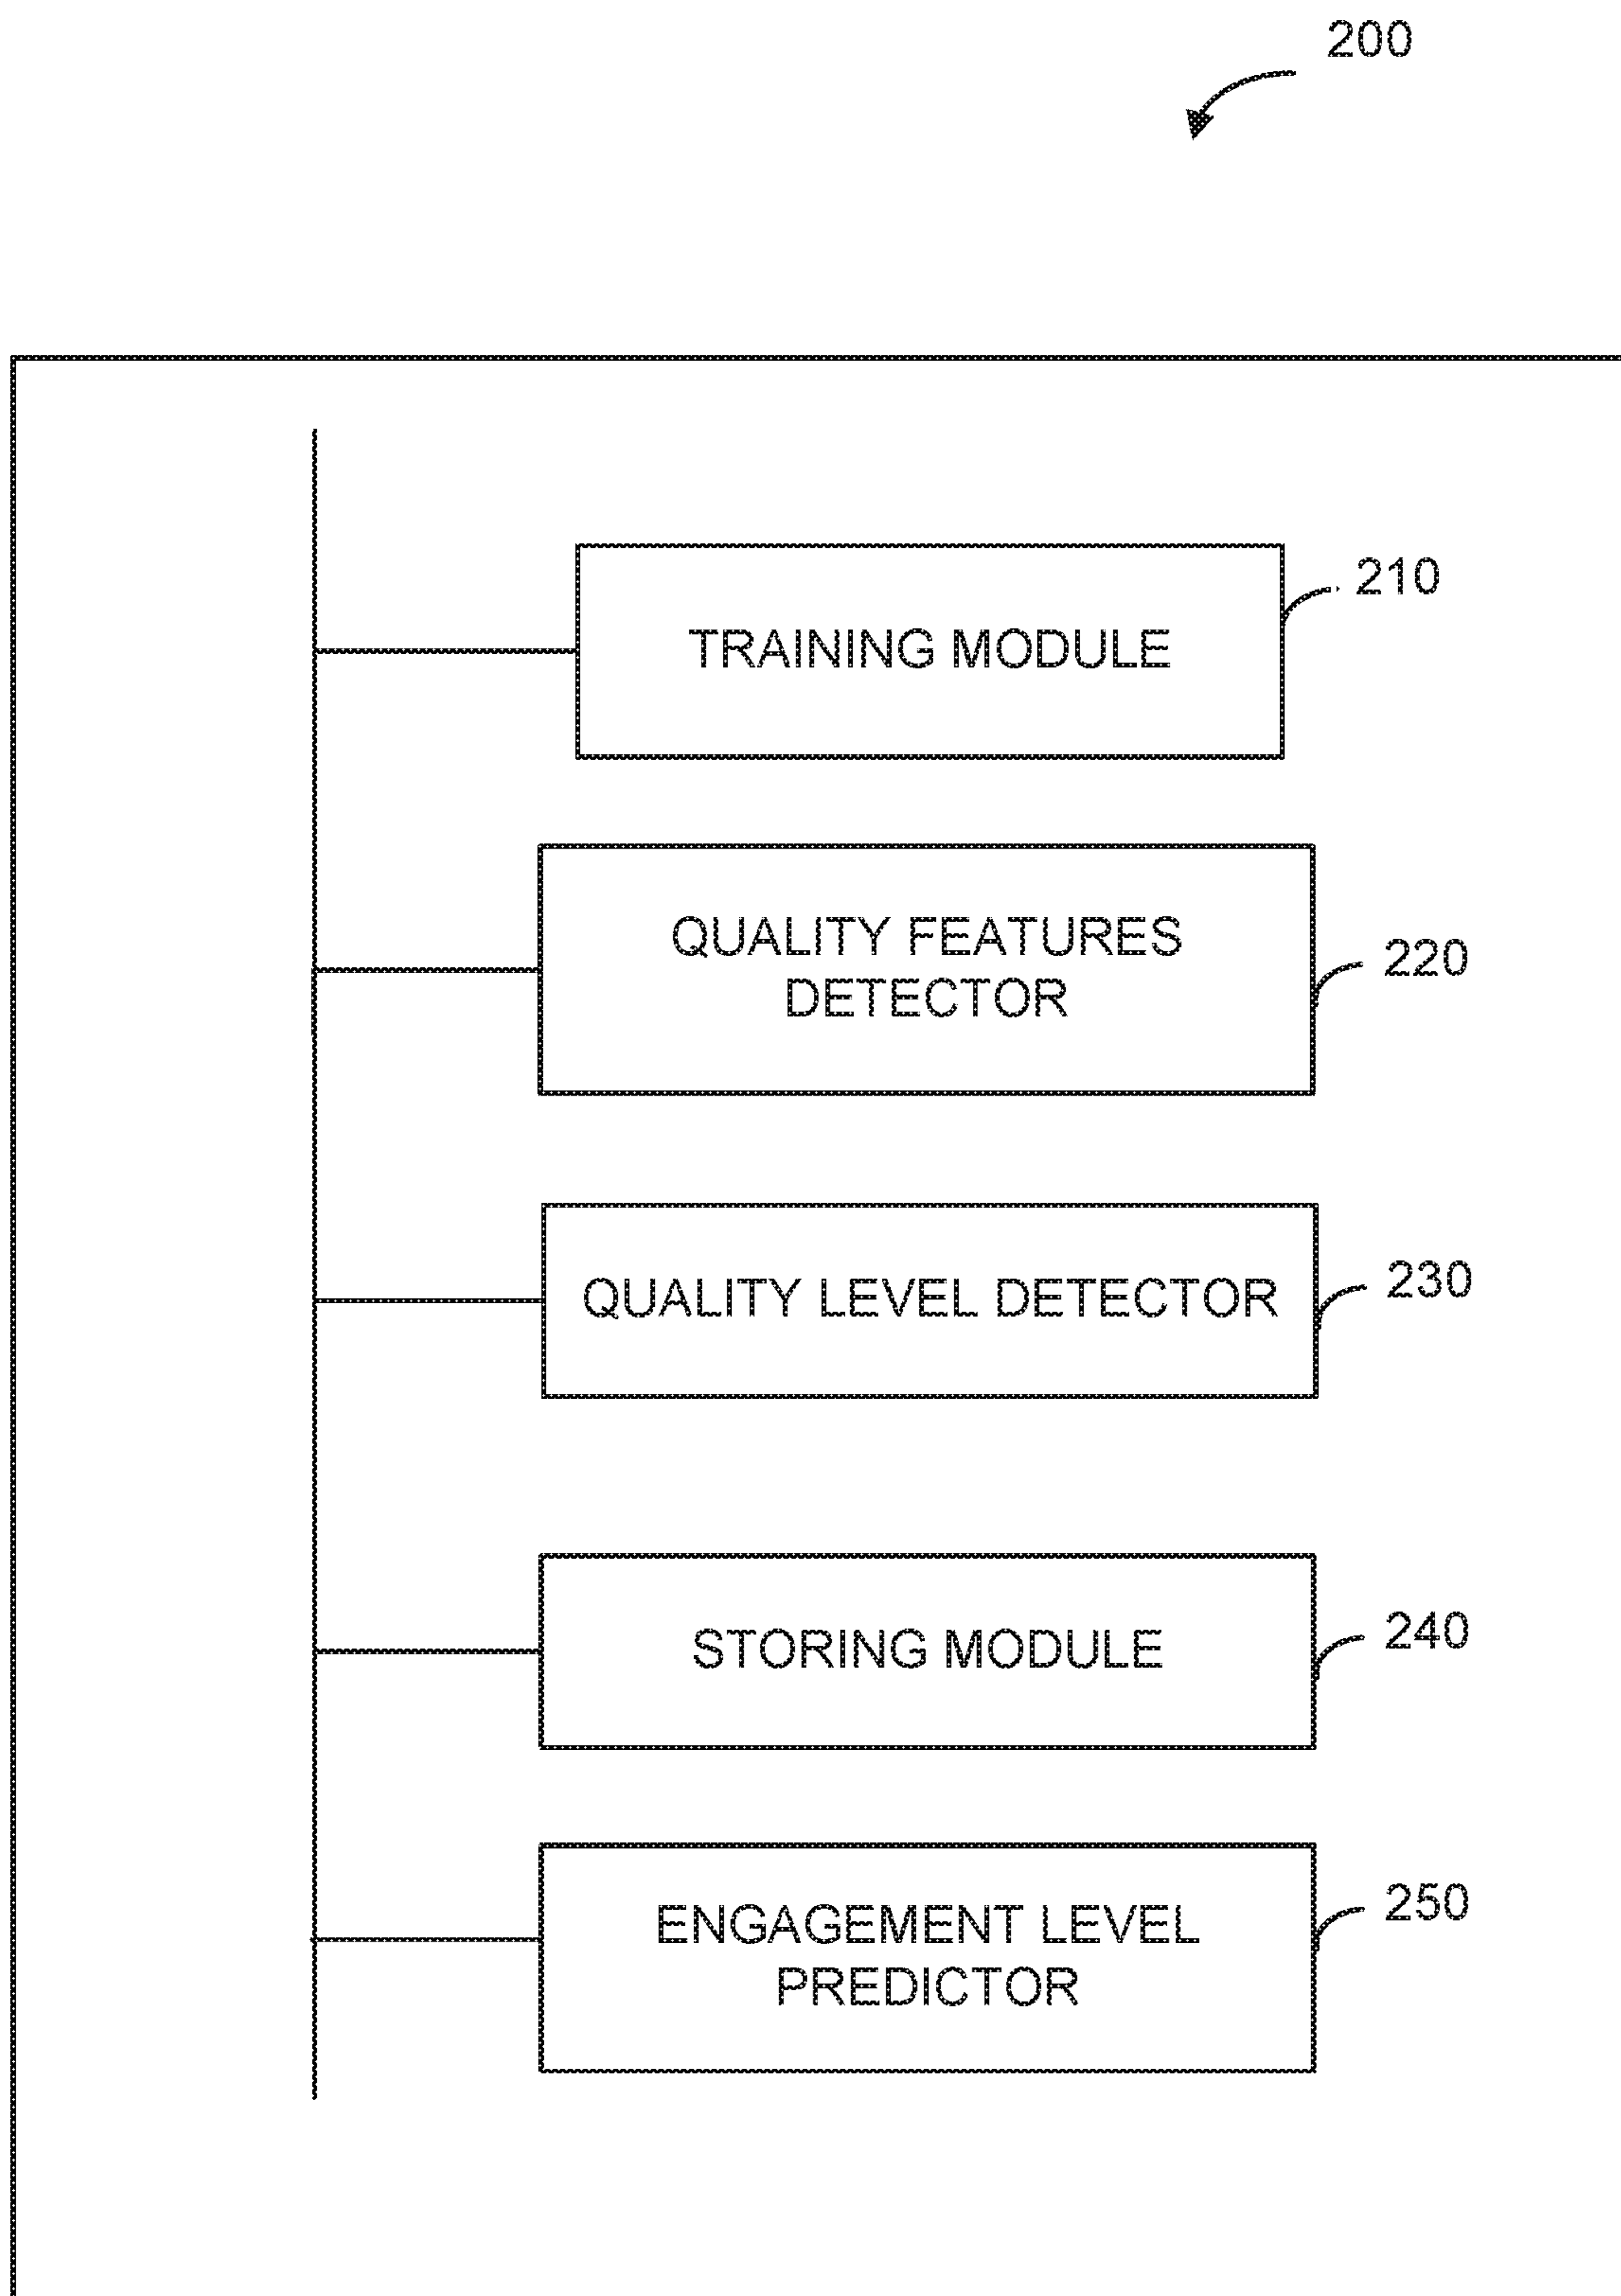 200
TRAINING MODULE
210
QUALITY FEATURES
DETECTOR
220
QUALITY LEVEL DETECTOR
230
STORING MODULE
240
ENGAGEMENT LEVEL
PREDICTOR
250